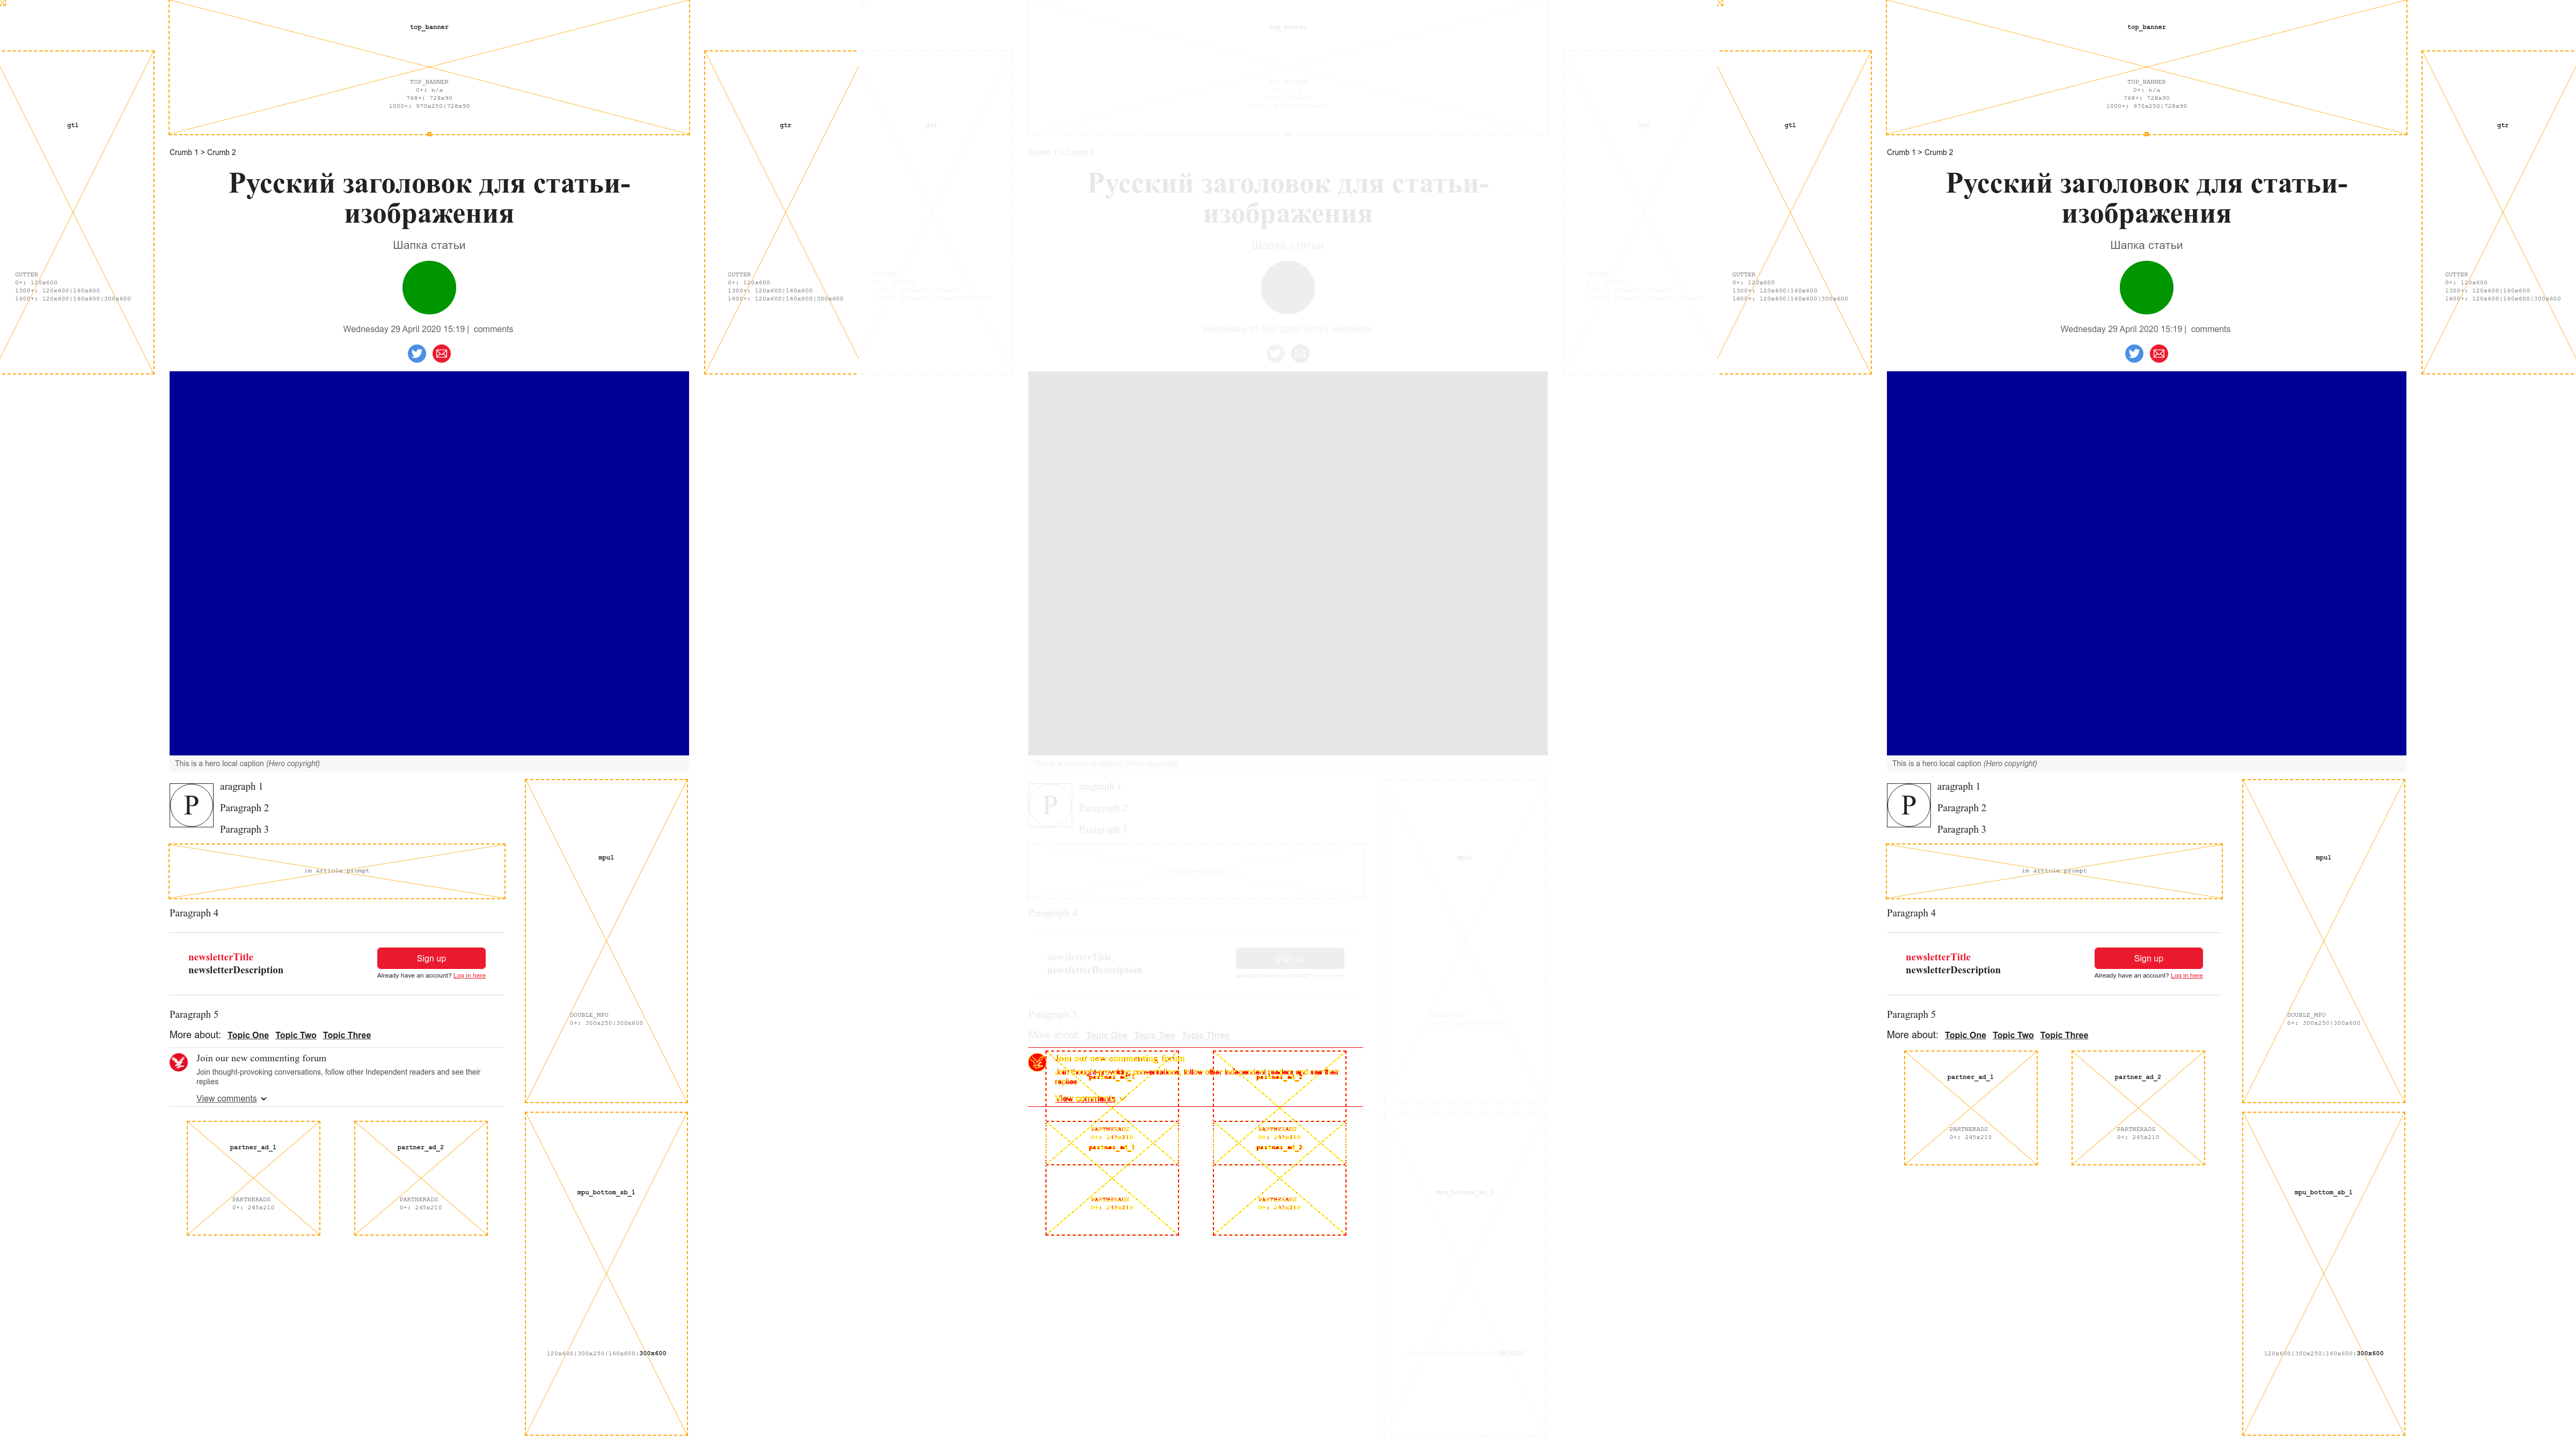 top_banner
TOP_BANNER
0+: n/a
768+: 728x90
1000+: 970x250|728x90
gtl
GUTTER
0+: 120x600
1300+: 120x600|160x600
1600+: 120x600|160x600|300x600
gtr
GUTTER
0+: 120x600
1300+: 120x600|160x600
1600+: 120x600|160x600|300x600
Crumb 1 > Crumb 2
Русский заголовок для статьи-
изображения
Шапка статьи
Wednesday 29 April 2020 15:19 | comments
This is a hero local caption (Hero copyright)
P
aragraph 1
Paragraph 2
Paragraph 3
in article prompt
Paragraph 4
newsletterTitle
newsletterDescription
Sign up
Already have an account? Log in here
Paragraph 5
More about: Topic One Topic Two Topic Three
Join our new commenting forum
Join thought-provoking conversations, follow other Independent readers and see their
replies
View comments
partner_ad_1
PARTNERADS
0+: 245x210
partner_ad_2
PARTNERADS
0+: 245x210
mpu1
DOUBLE_MPU
0+: 300x250|300x600
mpu_bottom_sb_1
120x600|300x250|160x600|300x600
top_banner
gtl
gtr
Crumb 1 > Crumb 2
Русский заголовок для статьи-
изображения
Шапка статьи
Wednesday 29 April 2020 15:19 | comments
This is a hero local caption (Hero copyright)
P
aragraph 1
Paragraph 2
Paragraph 3
Paragraph 4
newsletterTitle
newsletterDescription
Sign up
Already have an account? Log in here
Paragraph 5
More about: Topic One Topic Two Topic Three
Join our new commenting forum
Join thought-provoking conversations, follow other Independent readers and see their
replies
View comments
partner_ad_1
partner_ad_2
PARTNERADS
0+: 245x210
PARTNERADS
0+: 245x210
partner_ad_1
partner_ad_2
PARTNERADS
0+: 245x210
PARTNERADS
0+: 245x210
mpu1
mpu_bottom_sb_1
top_banner
TOP_BANNER
0+: n/a
768+: 728x90
1000+: 970x250|728x90
gtl
GUTTER
0+: 120x600
1300+: 120x600|160x600
1600+: 120x600|160x600|300x600
gtr
GUTTER
0+: 120x600
1300+: 120x600|160x600
1600+: 120x600|160x600|300x600
Crumb 1 > Crumb 2
Русский заголовок для статьи-
изображения
Шапка статьи
Wednesday 29 April 2020 15:19 | comments
This is a hero local caption (Hero copyright)
P
aragraph 1
Paragraph 2
Paragraph 3
in article prompt
Paragraph 4
newsletterTitle
newsletterDescription
Sign up
Already have an account? Log in here
Paragraph 5
More about: Topic One Topic Two Topic Three
partner_ad_1
PARTNERADS
0+: 245x210
partner_ad_2
PARTNERADS
0+: 245x210
mpu1
DOUBLE_MPU
0+: 300x250|300x600
mpu_bottom_sb_1
120x600|300x250|160x600|300x600